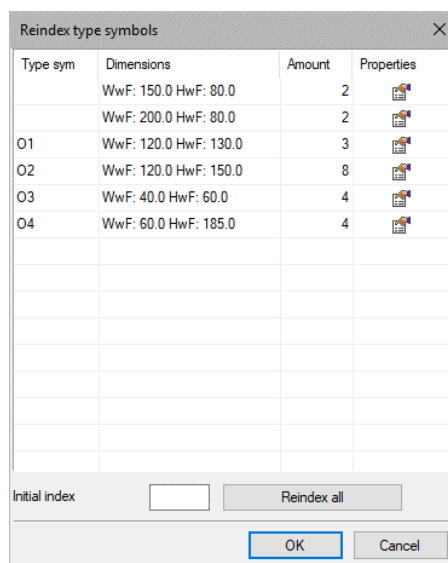 Reindex type symbols
Type sym Dimensions Amount Properties
WwF: 150.0 HwF: 80.0 2
WwF: 200.0 HwF: 80.0 2
O1 WwF: 120.0 HwF: 130.0 3
O2 WwF: 120.0 HwF: 150.0 8
O3 WwF: 40.0 HwF: 60.0 4
O4 WwF: 60.0 HwF: 185.0 4
Initial index Reindex all
OK Cancel